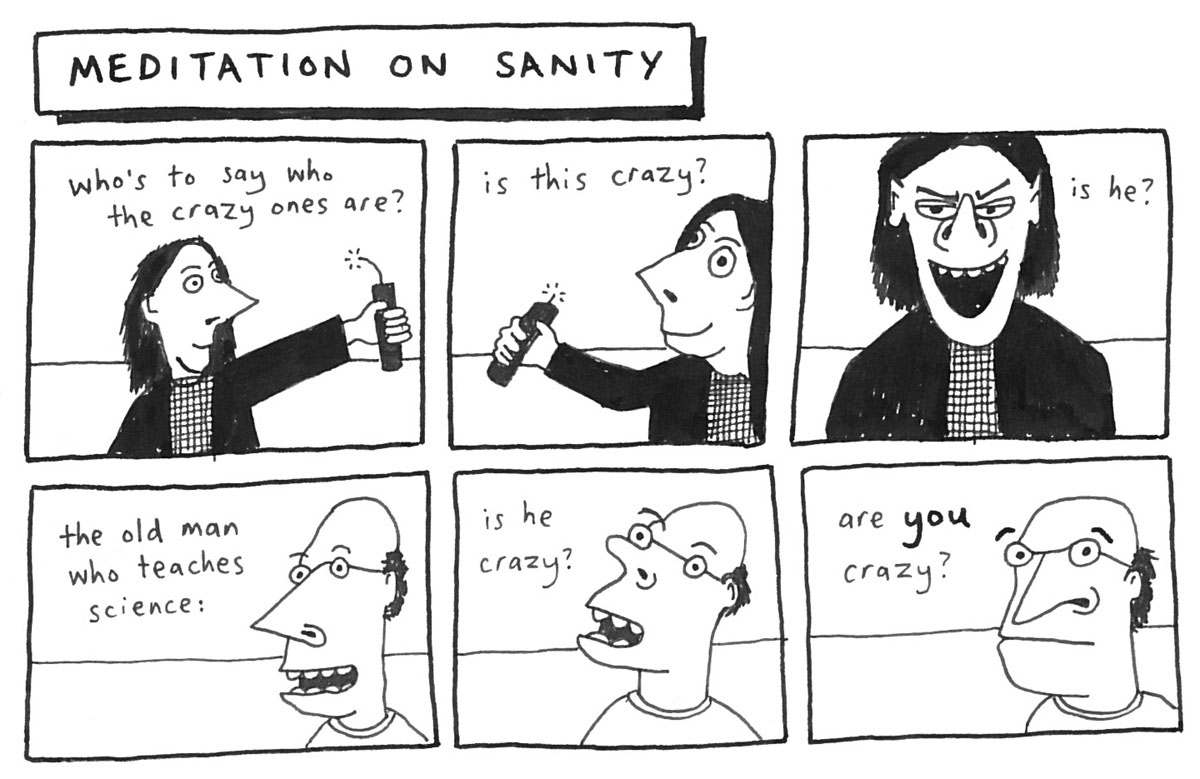 MEDITATION ON SANITY
who's to say who
the crazy ones are?
is this crazy?
is he?
the old man
who teaches
science:
is he
crazy?
are you
crazy?